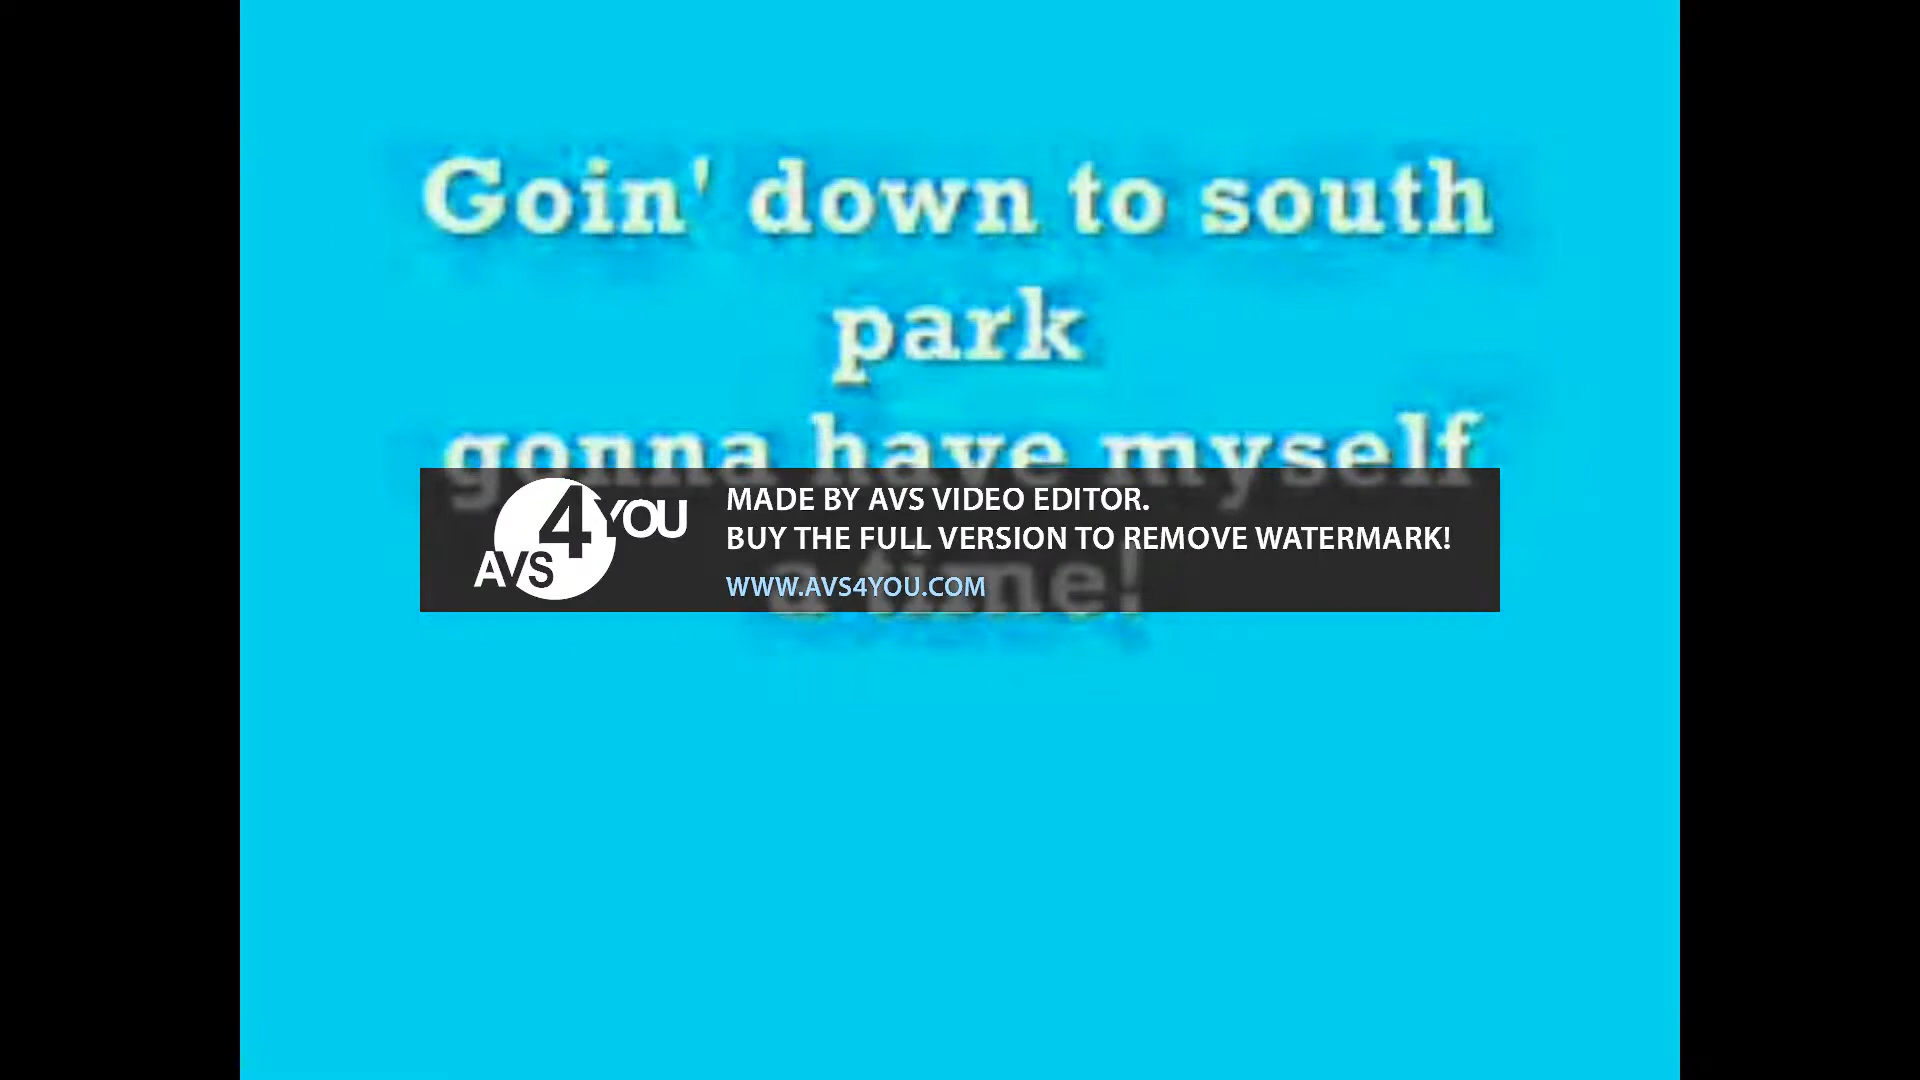 Goin' down to south
park
gonna have myself
a time!
AVS4YOU
MADE BY AVS VIDEO EDITOR.
BUY THE FULL VERSION TO REMOVE WATERMARK!
WWW.AVS4YOU.COM